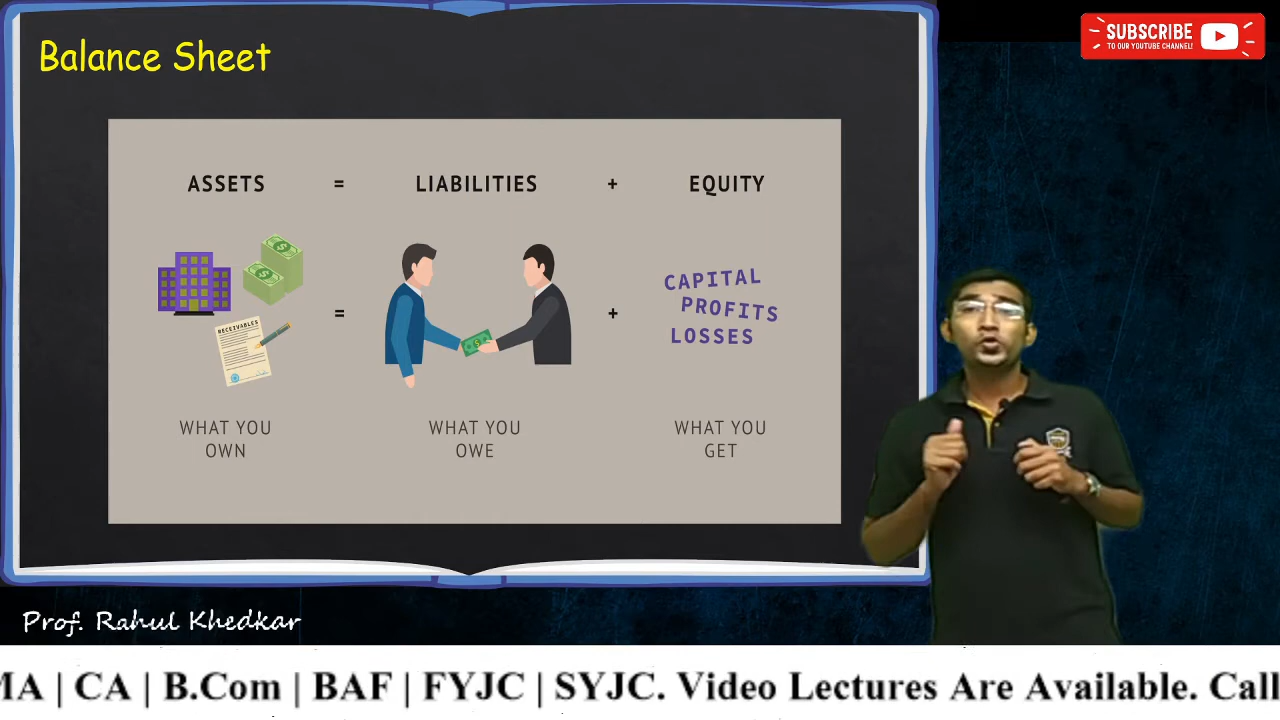 Balance Sheet
SUBSCRIBE
TO OUR YOUTUBE CHANNEL!
ASSETS = LIABILITIES + EQUITY
RECEIVABLES
= +
CAPITAL
PROFITS
LOSSES
WHAT YOU OWN
WHAT YOU OWE
WHAT YOU GET
Prof. Rahul Khedkar
MA | CA | B.Com | BAF | FYJC | SYJC. Video Lectures Are Available. Call